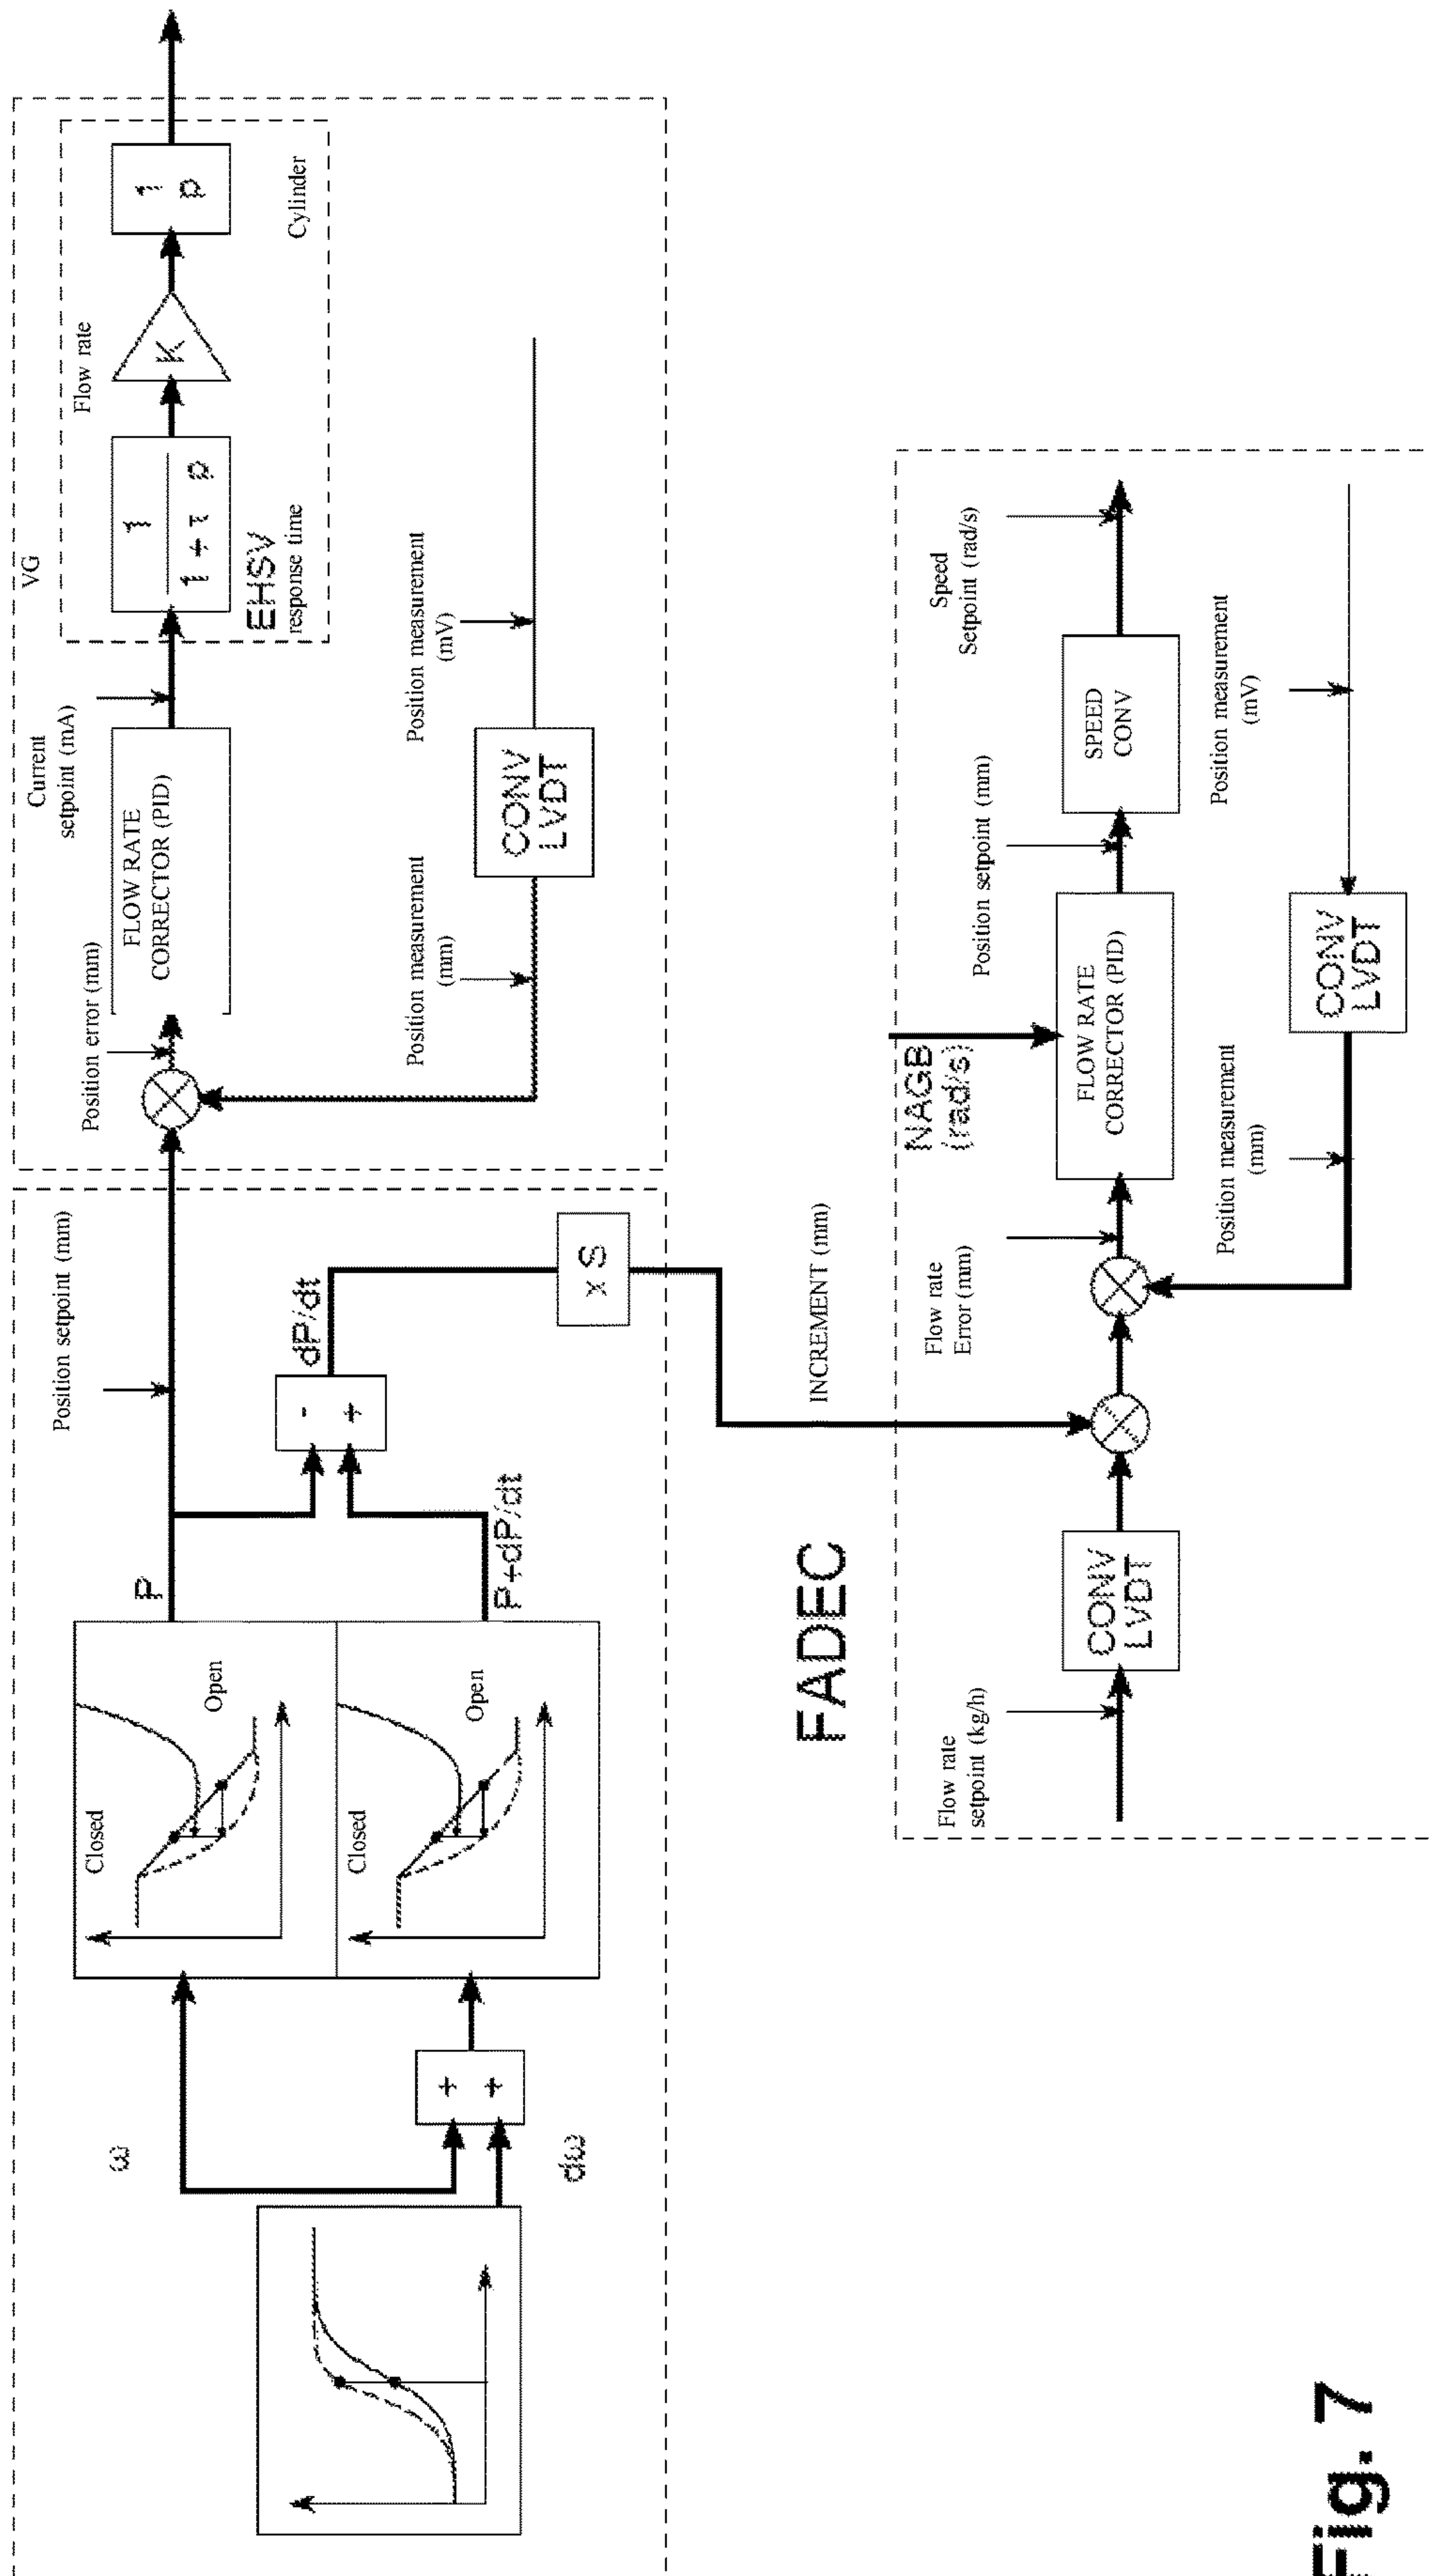 VG
Flow rate
1
p
K
Cylinder
1
1 + τ p
EHSV
response time
Current
setpoint (mA)
FLOW RATE
CORRECTOR (PID)
Position error (mm)
Position measurement
(mV)
CONV
LVDT
Position measurement
(mm)
Position setpoint (mm)
dP/dt
-
+
x S
P
P+dP/dt
Closed
Open
Closed
Open
ω
+
+
dω
INCREMENT (mm)
FADEC
Flow rate
setpoint (kg/h)
CONV
LVDT
Flow rate
Error (mm)
NAGB
(rad/s)
FLOW RATE
CORRECTOR (PID)
Position setpoint (mm)
SPEED
CONV
Speed
Setpoint (rad/s)
Position measurement
(mV)
CONV
LVDT
Position measurement
(mm)
Fig. 7